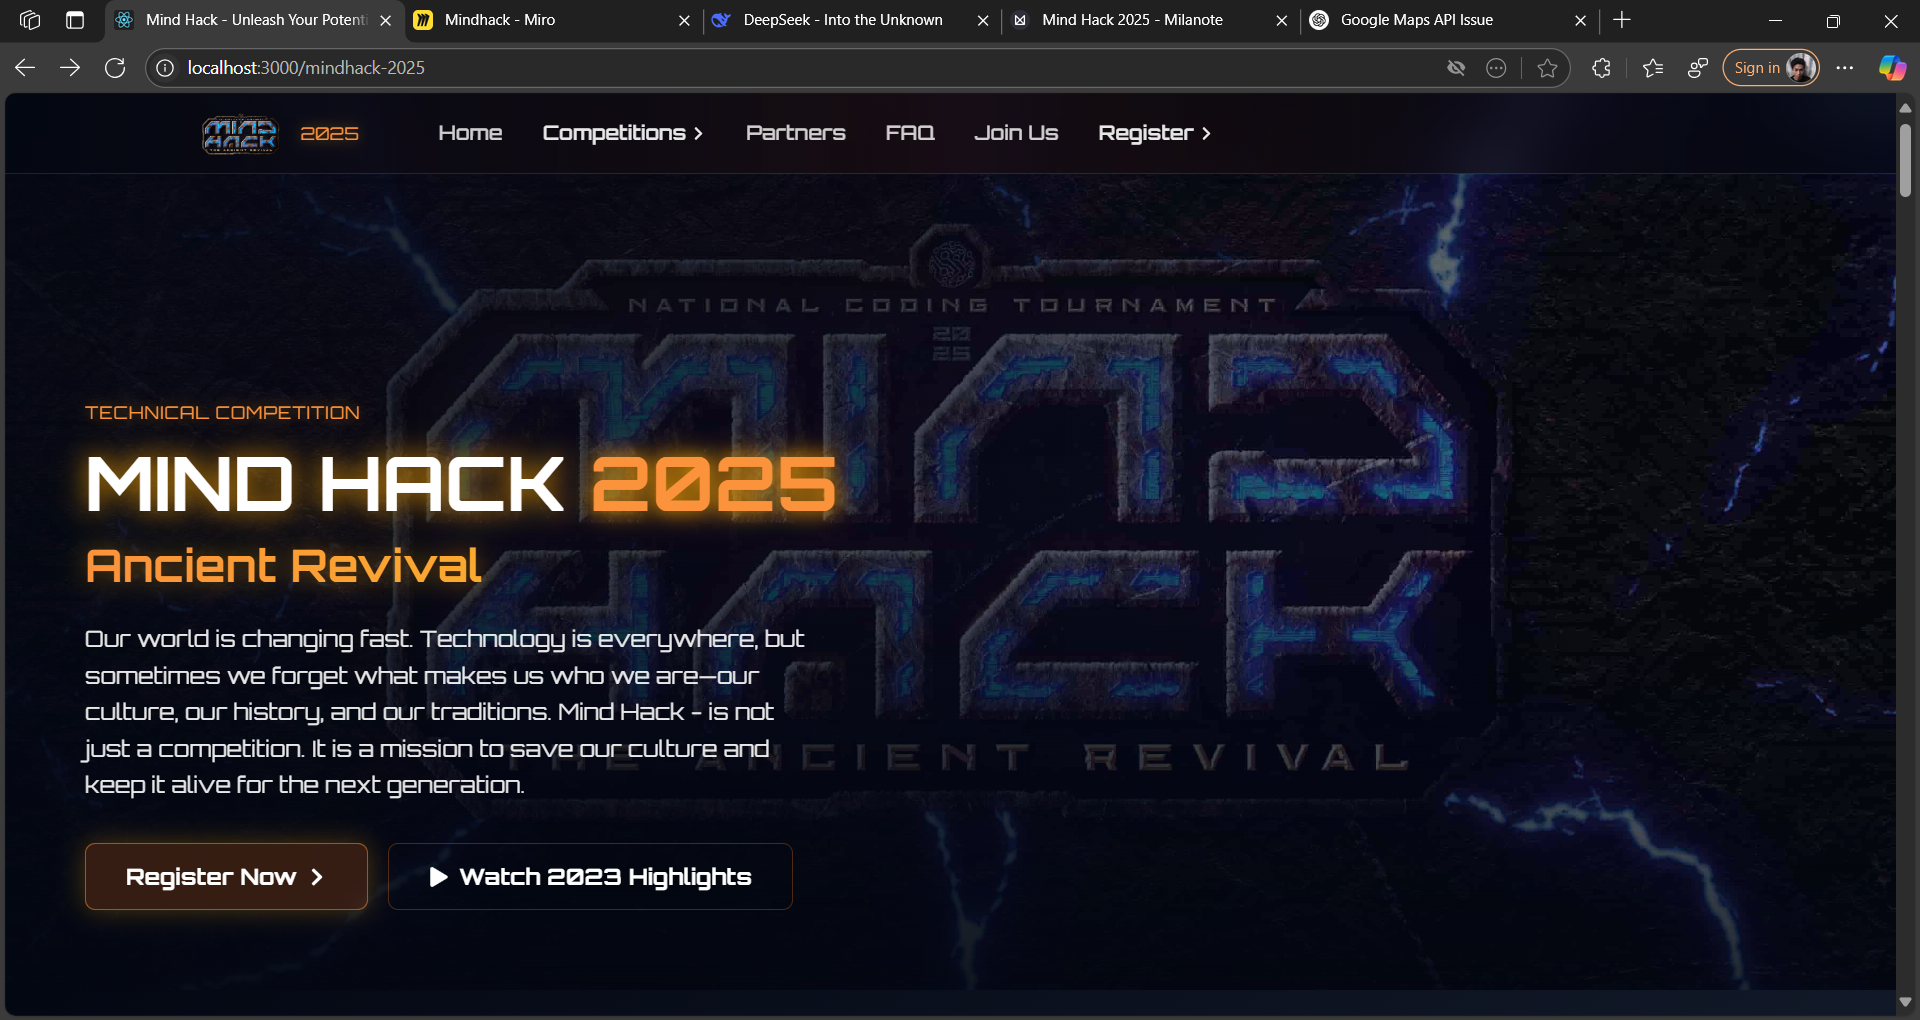 Mind Hack - Unleash Your Potenti
Mindhack - Miro
DeepSeek - Into the Unknown
Mind Hack 2025 - Milanote
Google Maps API Issue
localhost:3000/mindhack-2025
Sign in
MIND HACK
2025
Home
Competitions
Partners
FAQ
Join Us
Register
NATIONAL CODING TOURNAMENT
20
25
MIND
HACK
THE ANCIENT REVIVAL
TECHNICAL COMPETITION
MIND HACK 2025
Ancient Revival
Our world is changing fast. Technology is everywhere, but
sometimes we forget what makes us who we are—our
culture, our history, and our traditions. Mind Hack - is not
just a competition. It is a mission to save our culture and
keep it alive for the next generation.
Register Now
Watch 2023 Highlights